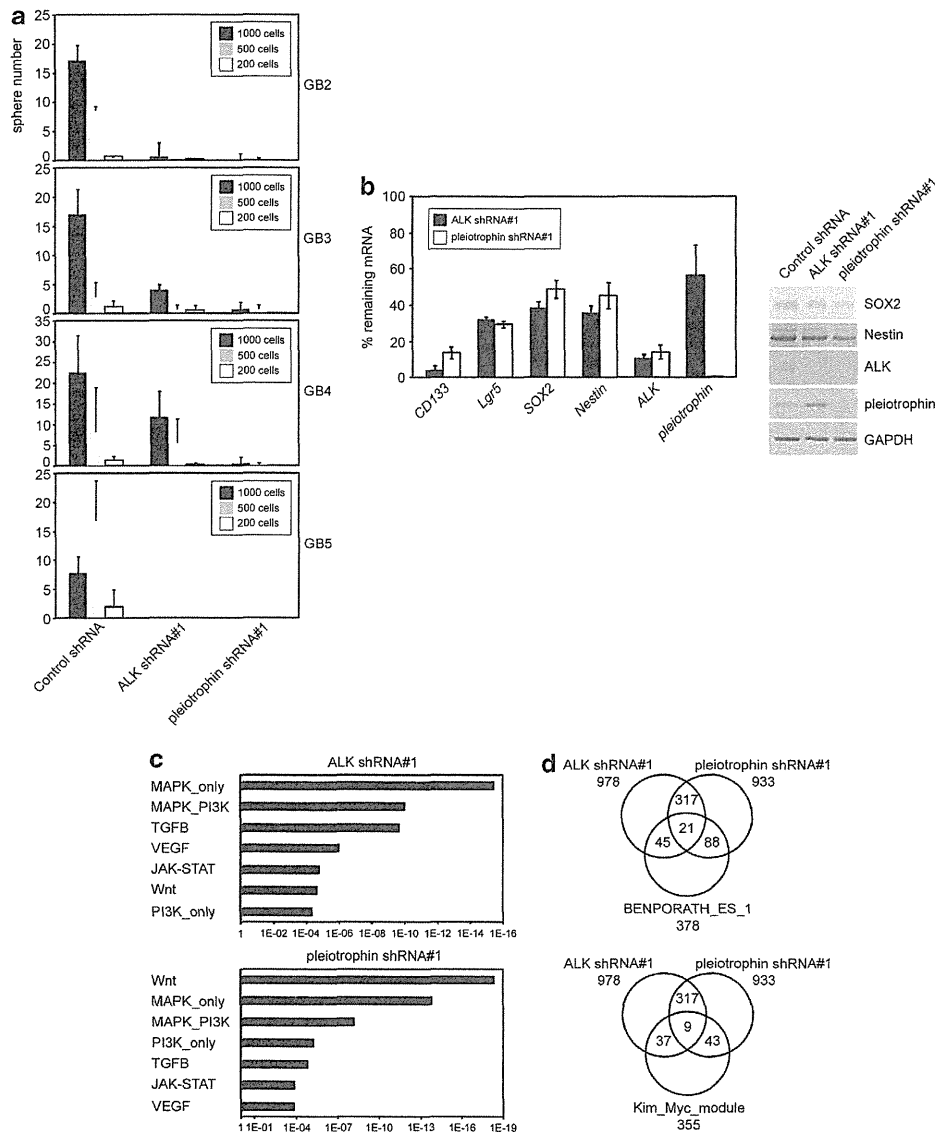 a
25
20
15
10
5
0
sphere number
1000 cells
500 cells
200 cells
GB2
25
20
15
10
5
0
1000 cells
500 cells
200 cells
GB3
35
30
25
20
15
10
5
0
1000 cells
500 cells
200 cells
GB4
25
20
15
10
5
0
1000 cells
500 cells
200 cells
GB5
Control shRNA
ALK shRNA#1
pleiotrophin shRNA#1
b
100
80
60
40
20
0
% remaining mRNA
ALK shRNA#1
pleiotrophin shRNA#1
CD133
Lgr5
SOX2
Nestin
ALK
pleiotrophin
Control shRNA
ALK shRNA#1
pleiotrophin shRNA#1
SOX2
Nestin
ALK
pleiotrophin
GAPDH
c
ALK shRNA#1
MAPK_only
MAPK_PI3K
TGFB
VEGF
JAK-STAT
Wnt
PI3K_only
1 1E-02 1E-04 1E-06 1E-08 1E-10 1E-12 1E-14 1E-16
pleiotrophin shRNA#1
Wnt
MAPK_only
MAPK_PI3K
PI3K_only
TGFB
JAK-STAT
VEGF
1 1E-01 1E-04 1E-07 1E-10 1E-13 1E-16 1E-19
d
ALK shRNA#1 pleiotrophin shRNA#1
978 933
317
21
45 88
BENPORATH_ES_1
378
ALK shRNA#1 pleiotrophin shRNA#1
978 933
317
9
37 43
Kim_Myc_module
355